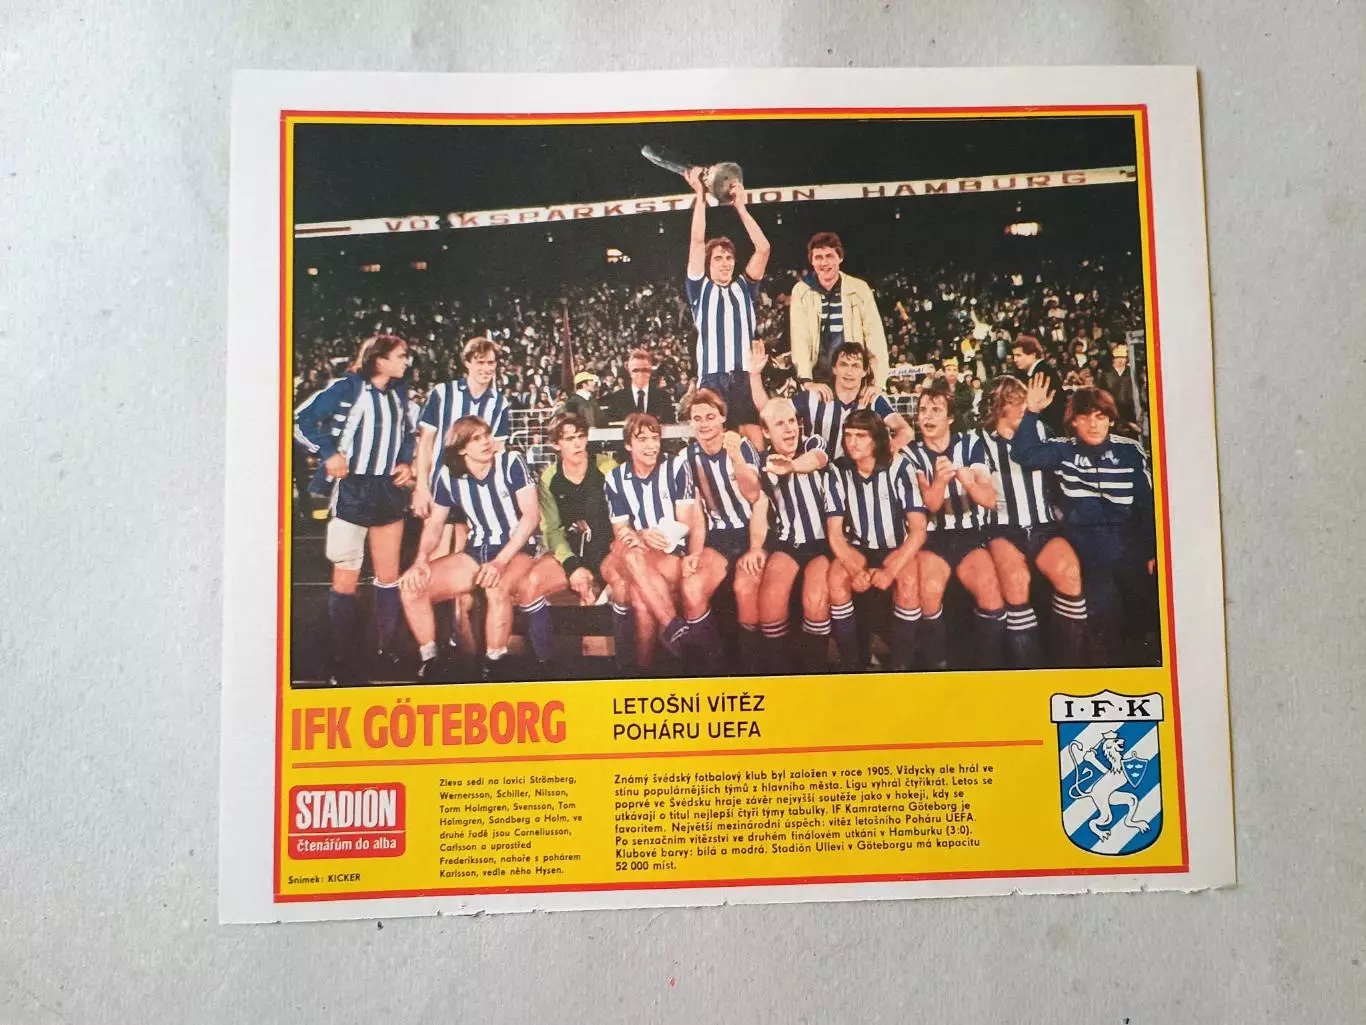 VOLKSPARKSTADION HAMBURG
IFK GÖTEBORG
LETOŠNÍ VÍTĚZ
POHÁRU UEFA
I·F·K
STADIÓN
čtenářům do alba
Snímek: KICKER
Zleva sedí na lavici Strömberg,
Wernersson, Schiller, Nilsson,
Torm Holmgren, Svensson, Tom
Holmgren, Sandberg a Holm, ve
druhé řadě jsou Corneliusson,
Carlsson a uprostřed
Frederiksson, nahoře s pohárem
Karlsson, vedle něho Hysen.
Známý švédský fotbalový klub byl založen v roce 1905. Vždycky ale hrál ve
stínu populárnějších týmů z hlavního města. Ligu vyhrál čtyřikrát. Letos se
poprvé ve Švédsku hraje závěr nejvyšší soutěže jako v hokeji, kdy se
utkávají o titul nejlepší čtyři týmy tabulky. IF Kamraterna Göteborg je
favoritem. Největší mezinárodní úspěch: vítěz letošního Poháru UEFA.
Po senzačním vítězství ve druhém finálovém utkání v Hamburku (3:0).
Klubové barvy: bílá a modrá. Stadión Ullevi v Göteborgu má kapacitu
52 000 míst.